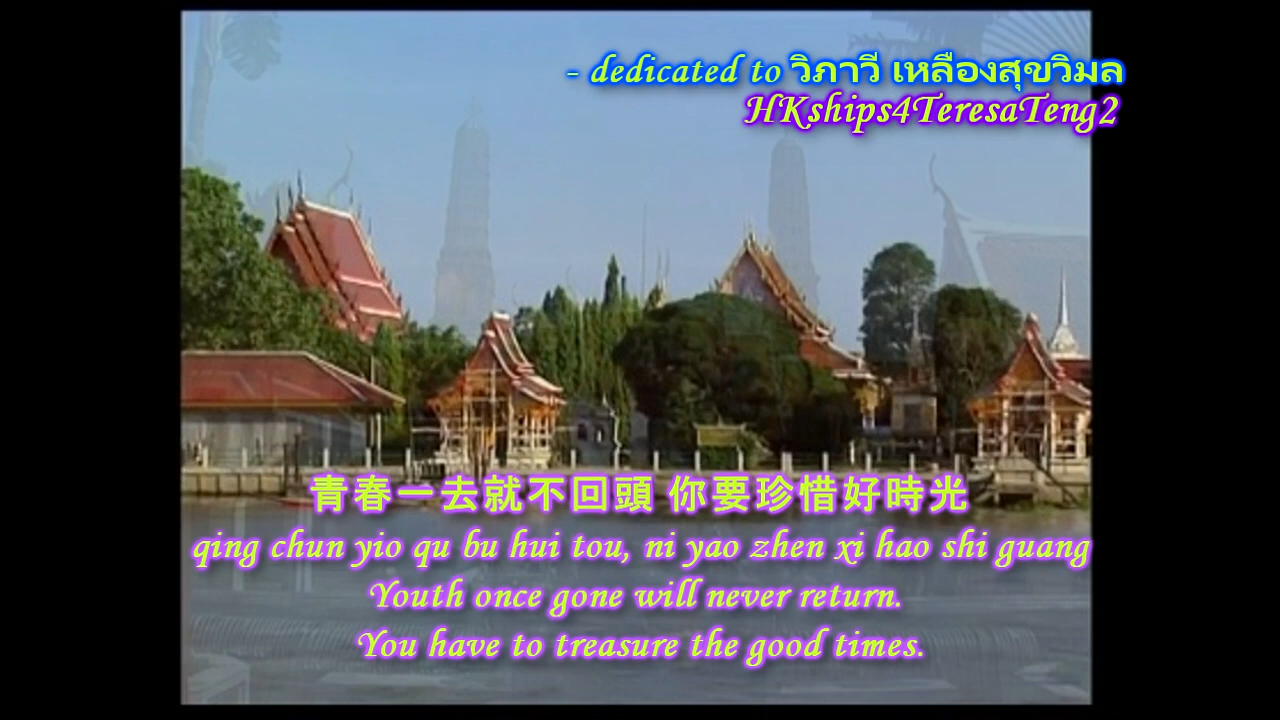 - dedicated to วิภาวี เหลืองสุขวิมล
HKships4TeresaTeng2
青春一去就不回頭 你要珍惜好時光
qing chun yio qu bu hui tou, ni yao zhen xi hao shi guang
Youth once gone will never return.
You have to treasure the good times.